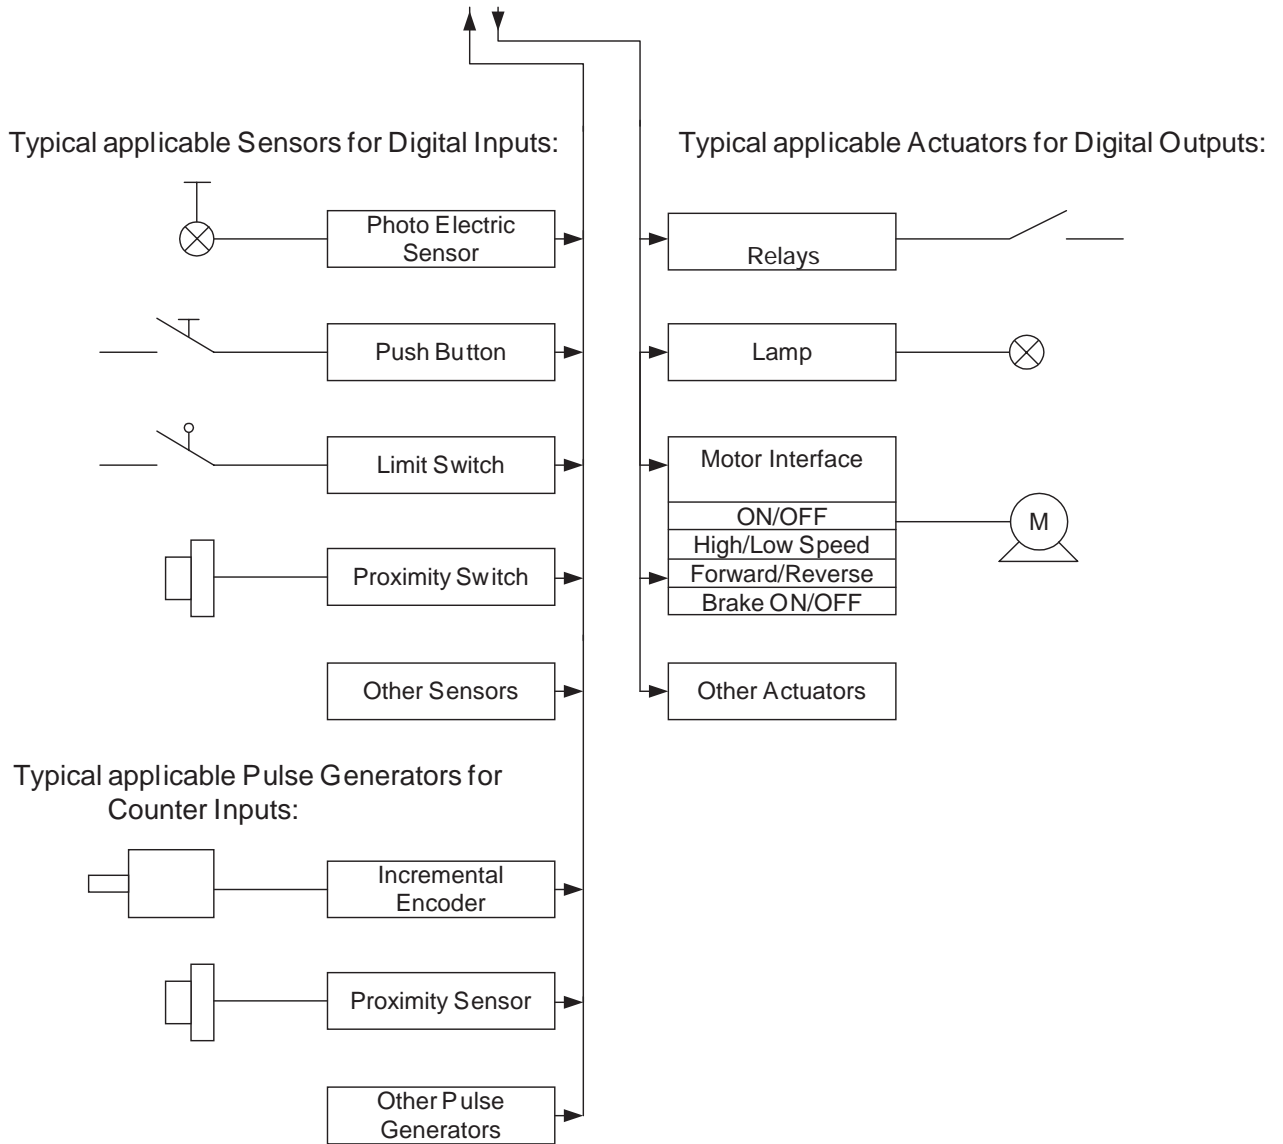 Typical applicable Sensors for Digital Inputs:
Photo Electric
Sensor
Push Button
Limit Switch
Proximity Switch
Other Sensors
Typical applicable Pulse Generators for
Counter Inputs:
Incremental
Encoder
Proximity Sensor
Other Pulse
Generators
Typical applicable Actuators for Digital Outputs:
Relays
Lamp
Motor Interface
ON/OFF
High/Low Speed
Forward/Reverse
Brake ON/OFF
M
Other Actuators